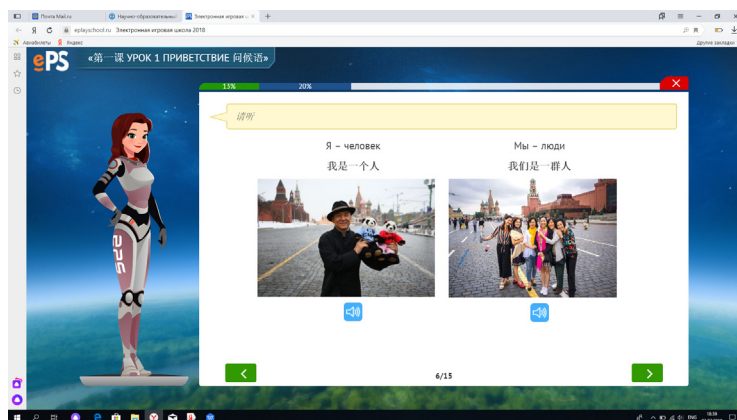 Почта Mail.ru
Научно-образовательный
Электронная игровая ш
eplayschool.ru Электронная игровая школа 2018
Авиабилеты Яндекс
Другие закладки
ePS «第一课 УРОК 1 ПРИВЕТСТВИЕ 问候语»
13% 20%
请听
Я – человек
Мы – люди
我是一个人
我们是一群人
eps
6/15
ENG